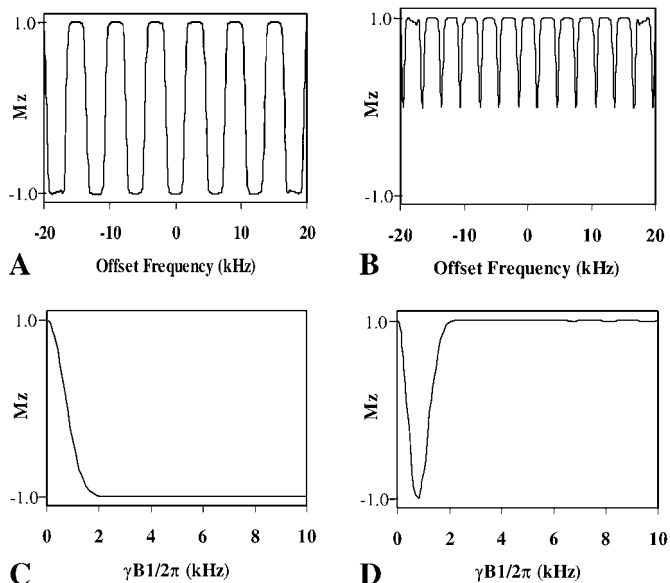 1.0
Mz
-1.0
-20 -10 0 10 20
A Offset Frequency (kHz)
1.0
Mz
-1.0
-20 -10 0 10 20
B Offset Frequency (kHz)
1.0
Mz
-1.0
0 2 4 6 8 10
C γB1/2π (kHz)
1.0
Mz
-1.0
0 2 4 6 8 10
D γB1/2π (kHz)